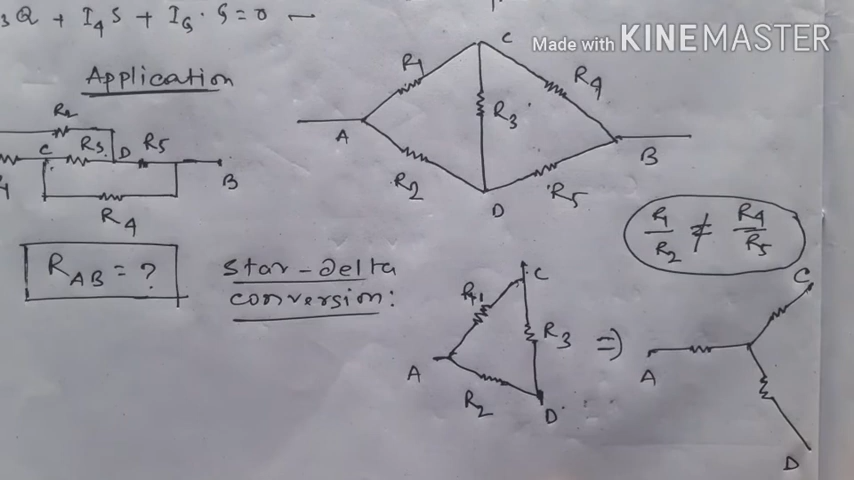 3Q + I4S + IG.G = 0 —
Made with KINEMASTER
Application
R2
C R3 D R5
B
R4
RAB = ?
C
R1
R4
R3
A
B
R2
R5
D
R1/R2 ≠ R4/R5
Star-Delta
conversion:
C
R1
R3
A
R2
D
=>
C
A
D